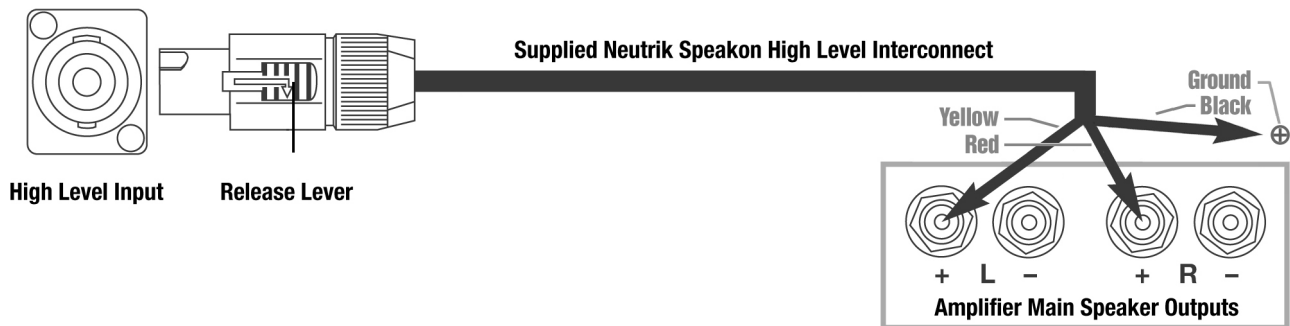 Supplied Neutrik Speakon High Level Interconnect
Ground
Black
Yellow
Red
High Level Input
Release Lever
+ L − + R −
Amplifier Main Speaker Outputs